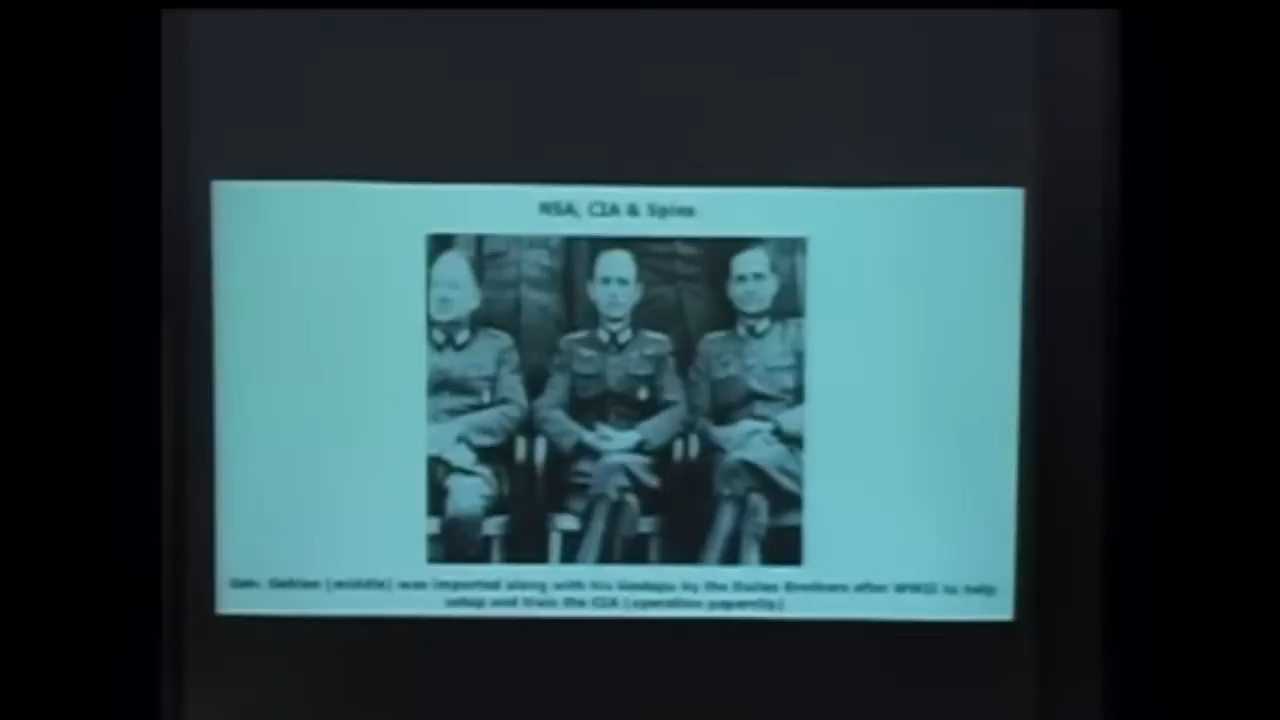 NSA, CIA & Spies
Gen. Gehlen (middle) was imported along with his by the Dulles Brothers after WWII to help
setup and train the CIA (operation paperclip)